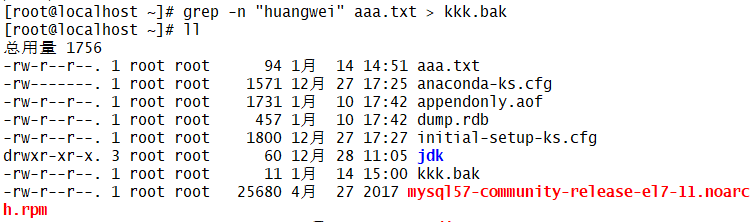 [root@localhost ~]# grep -n "huangwei" aaa.txt > kkk.bak
[root@localhost ~]# ll
总用量 1756
-rw-r--r--. 1 root root     94 1月  14 14:51 aaa.txt
-rw-------. 1 root root   1571 12月 27 17:25 anaconda-ks.cfg
-rw-r--r--. 1 root root   1731 1月  10 17:42 appendonly.aof
-rw-r--r--. 1 root root    457 1月  10 17:42 dump.rdb
-rw-r--r--. 1 root root   1800 12月 27 17:27 initial-setup-ks.cfg
drwxr-xr-x. 3 root root     60 12月 28 11:05 jdk
-rw-r--r--. 1 root root     11 1月  14 15:00 kkk.bak
-rw-r--r--. 1 root root  25680 4月  27 2017 mysql57-community-release-el7-11.noarc
h.rpm